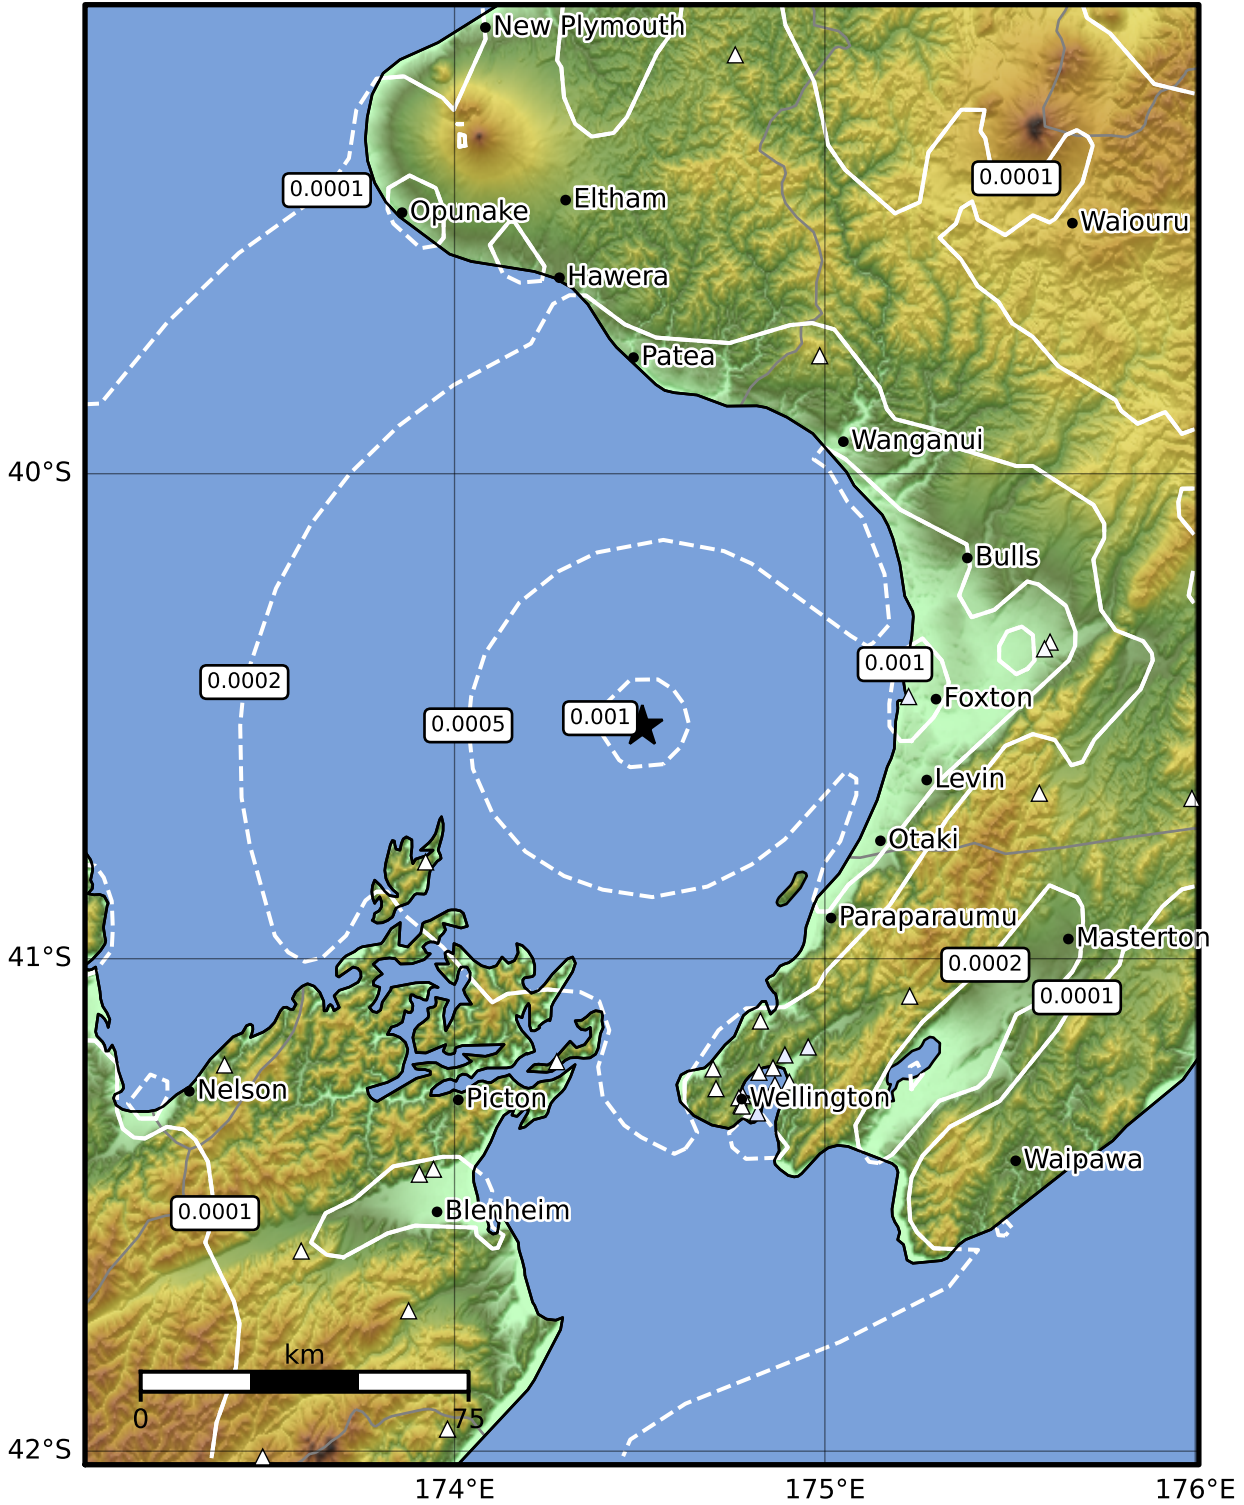 New Plymouth
0.0001
0.0001
Eltham
Opunake
Waiouru
Hawera
Patea
Wanganui
40°S
Bulls
0.001
0.0002
Foxton
0.001
0.0005
Levin
Otaki
Paraparaumu
Masterton
41°S
0.0002
0.0001
Nelson
Picton
Wellington
Waipawa
0.0001
Blenheim
km
0
75
42°S
174°E
175°E
176°E